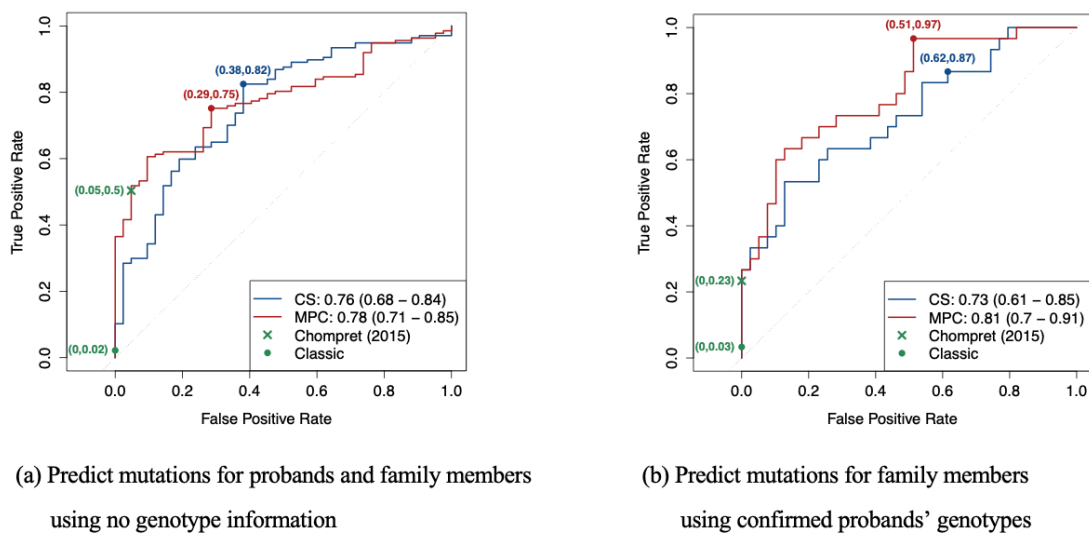 (0.38,0.82)
(0.29,0.75)
(0.05,0.5)
(0,0.02)
True Positive Rate
0.0
0.2
0.4
0.6
0.8
1.0
CS: 0.76 (0.68 – 0.84)
MPC: 0.78 (0.71 – 0.85)
Chompret (2015)
Classic
0.0 0.2 0.4 0.6 0.8 1.0
False Positive Rate
(a) Predict mutations for probands and family members
using no genotype information
(0.51,0.97)
(0.62,0.87)
(0,0.23)
(0,0.03)
True Positive Rate
0.0
0.2
0.4
0.6
0.8
1.0
CS: 0.73 (0.61 – 0.85)
MPC: 0.81 (0.7 – 0.91)
Chompret (2015)
Classic
0.0 0.2 0.4 0.6 0.8 1.0
False Positive Rate
(b) Predict mutations for family members
using confirmed probands’ genotypes